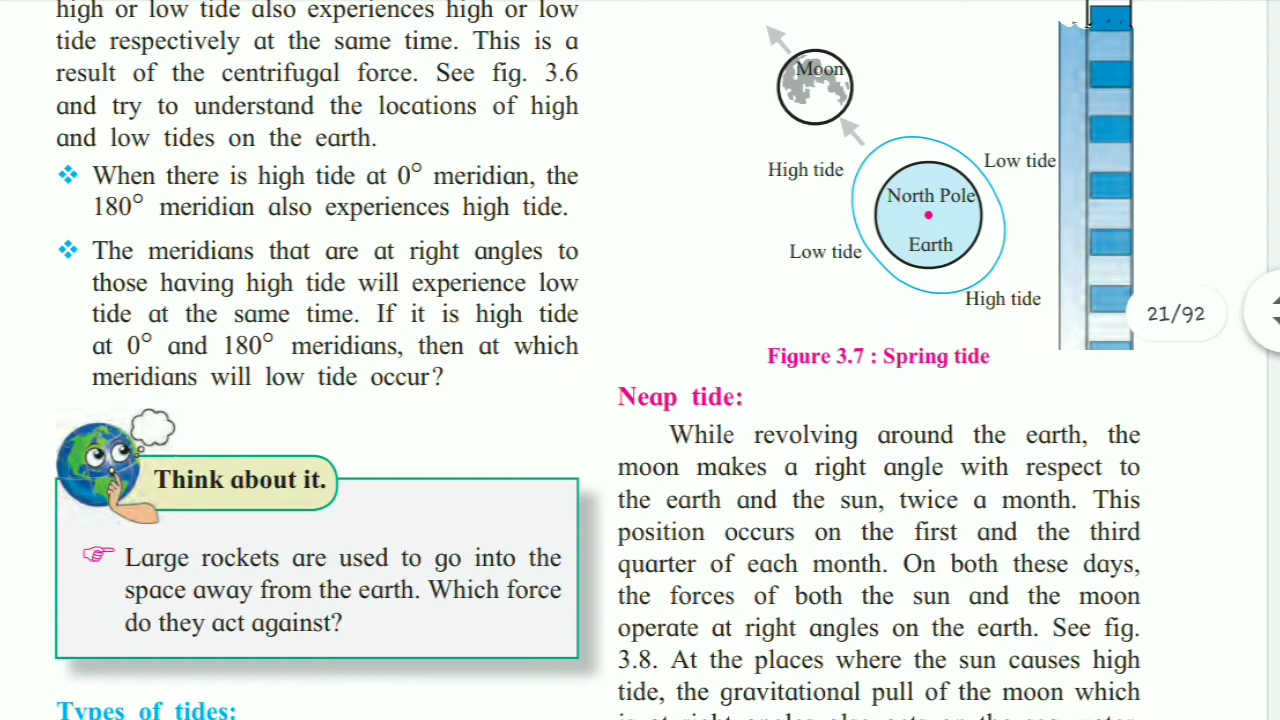 high or low tide also experiences high or low
tide respectively at the same time. This is a
result of the centrifugal force. See fig. 3.6
and try to understand the locations of high
and low tides on the earth.
When there is high tide at 0° meridian, the
180° meridian also experiences high tide.
The meridians that are at right angles to
those having high tide will experience low
tide at the same time. If it is high tide
at 0° and 180° meridians, then at which
meridians will low tide occur?
Think about it.
Large rockets are used to go into the
space away from the earth. Which force
do they act against?
Types of tides:
Moon
High tide
Low tide
North Pole
Earth
Low tide
High tide
Figure 3.7 : Spring tide
Neap tide:
While revolving around the earth, the
moon makes a right angle with respect to
the earth and the sun, twice a month. This
position occurs on the first and the third
quarter of each month. On both these days,
the forces of both the sun and the moon
operate at right angles on the earth. See fig.
3.8. At the places where the sun causes high
tide, the gravitational pull of the moon which
is at right angles also acts on the sea water
21/92